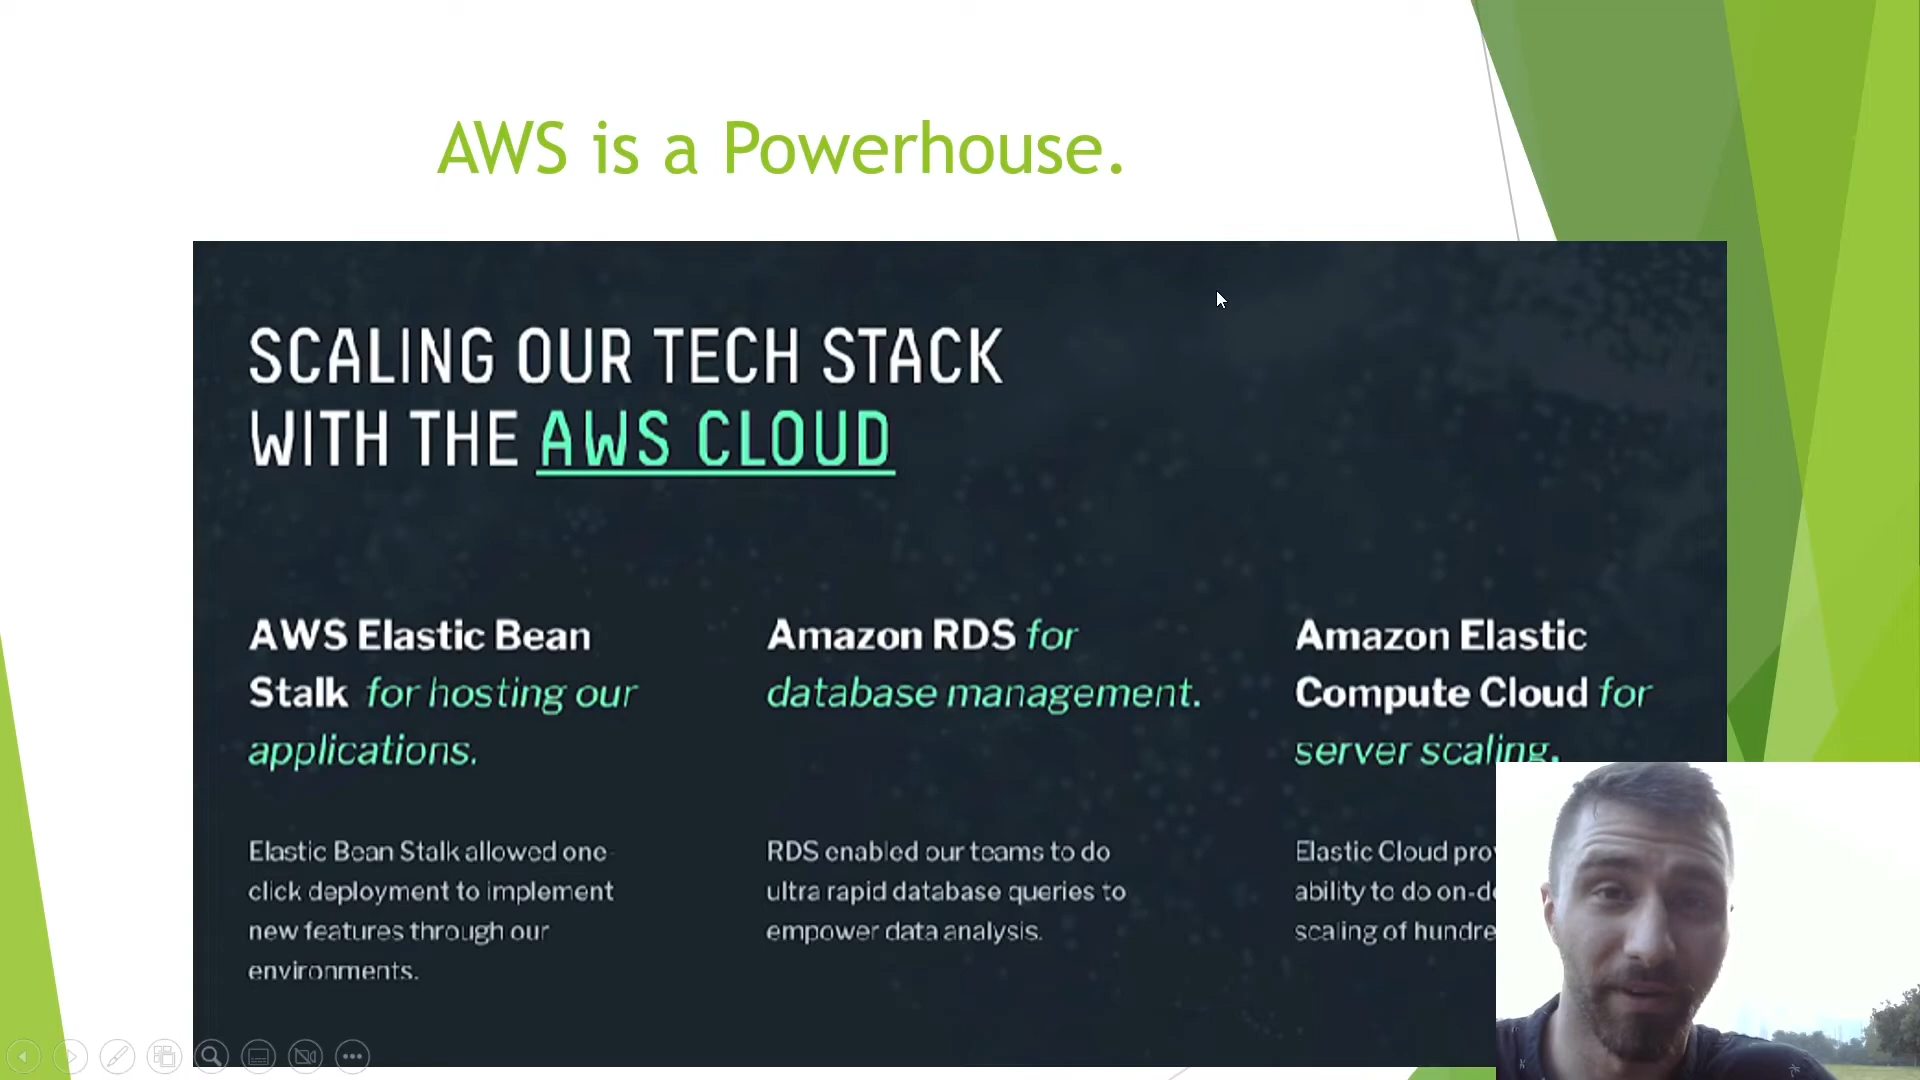 AWS is a Powerhouse.
SCALING OUR TECH STACK
WITH THE AWS CLOUD
AWS Elastic Bean
Stalk for hosting our
applications.
Elastic Bean Stalk allowed one-
click deployment to implement
new features through our
environments.
Amazon RDS for
database management.
RDS enabled our teams to do
ultra rapid database queries to
empower data analysis.
Amazon Elastic
Compute Cloud for
server scaling.
Elastic Cloud
ability to do
scaling of